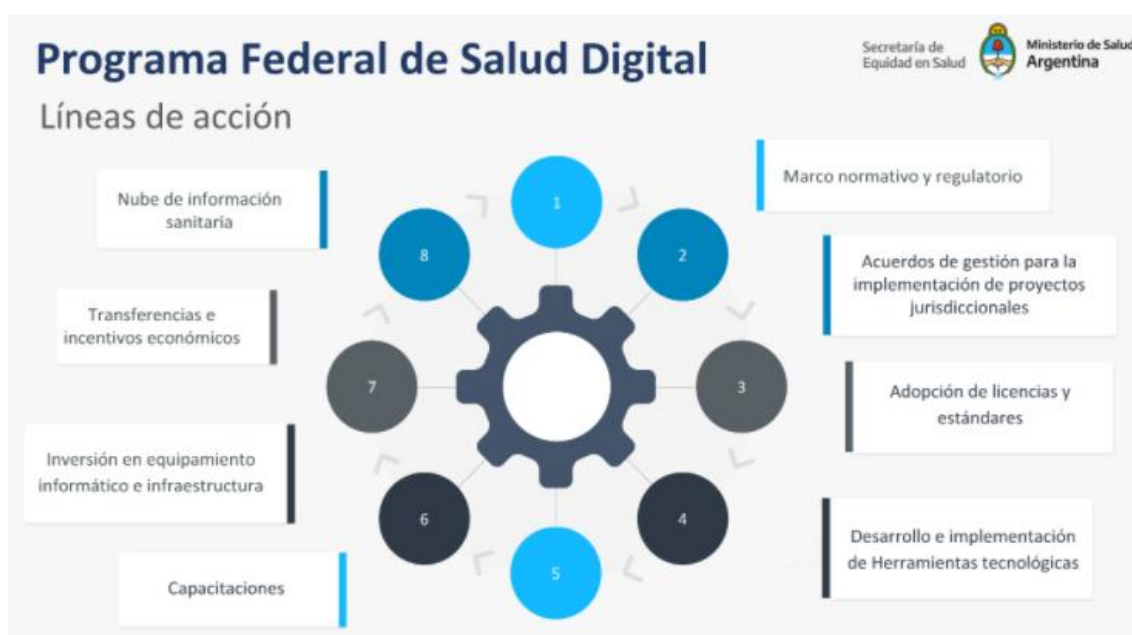 Programa Federal de Salud Digital
Líneas de acción
Secretaría de
Equidad en Salud
Ministerio de Salud
Argentina
1
Marco normativo y regulatorio
2
Acuerdos de gestión para la
implementación de proyectos
jurisdiccionales
3
Adopción de licencias y
estándares
4
Desarrollo e implementación
de Herramientas tecnológicas
5
Capacitaciones
6
Inversión en equipamiento
informático e infraestructura
7
Transferencias e
incentivos económicos
8
Nube de información
sanitaria